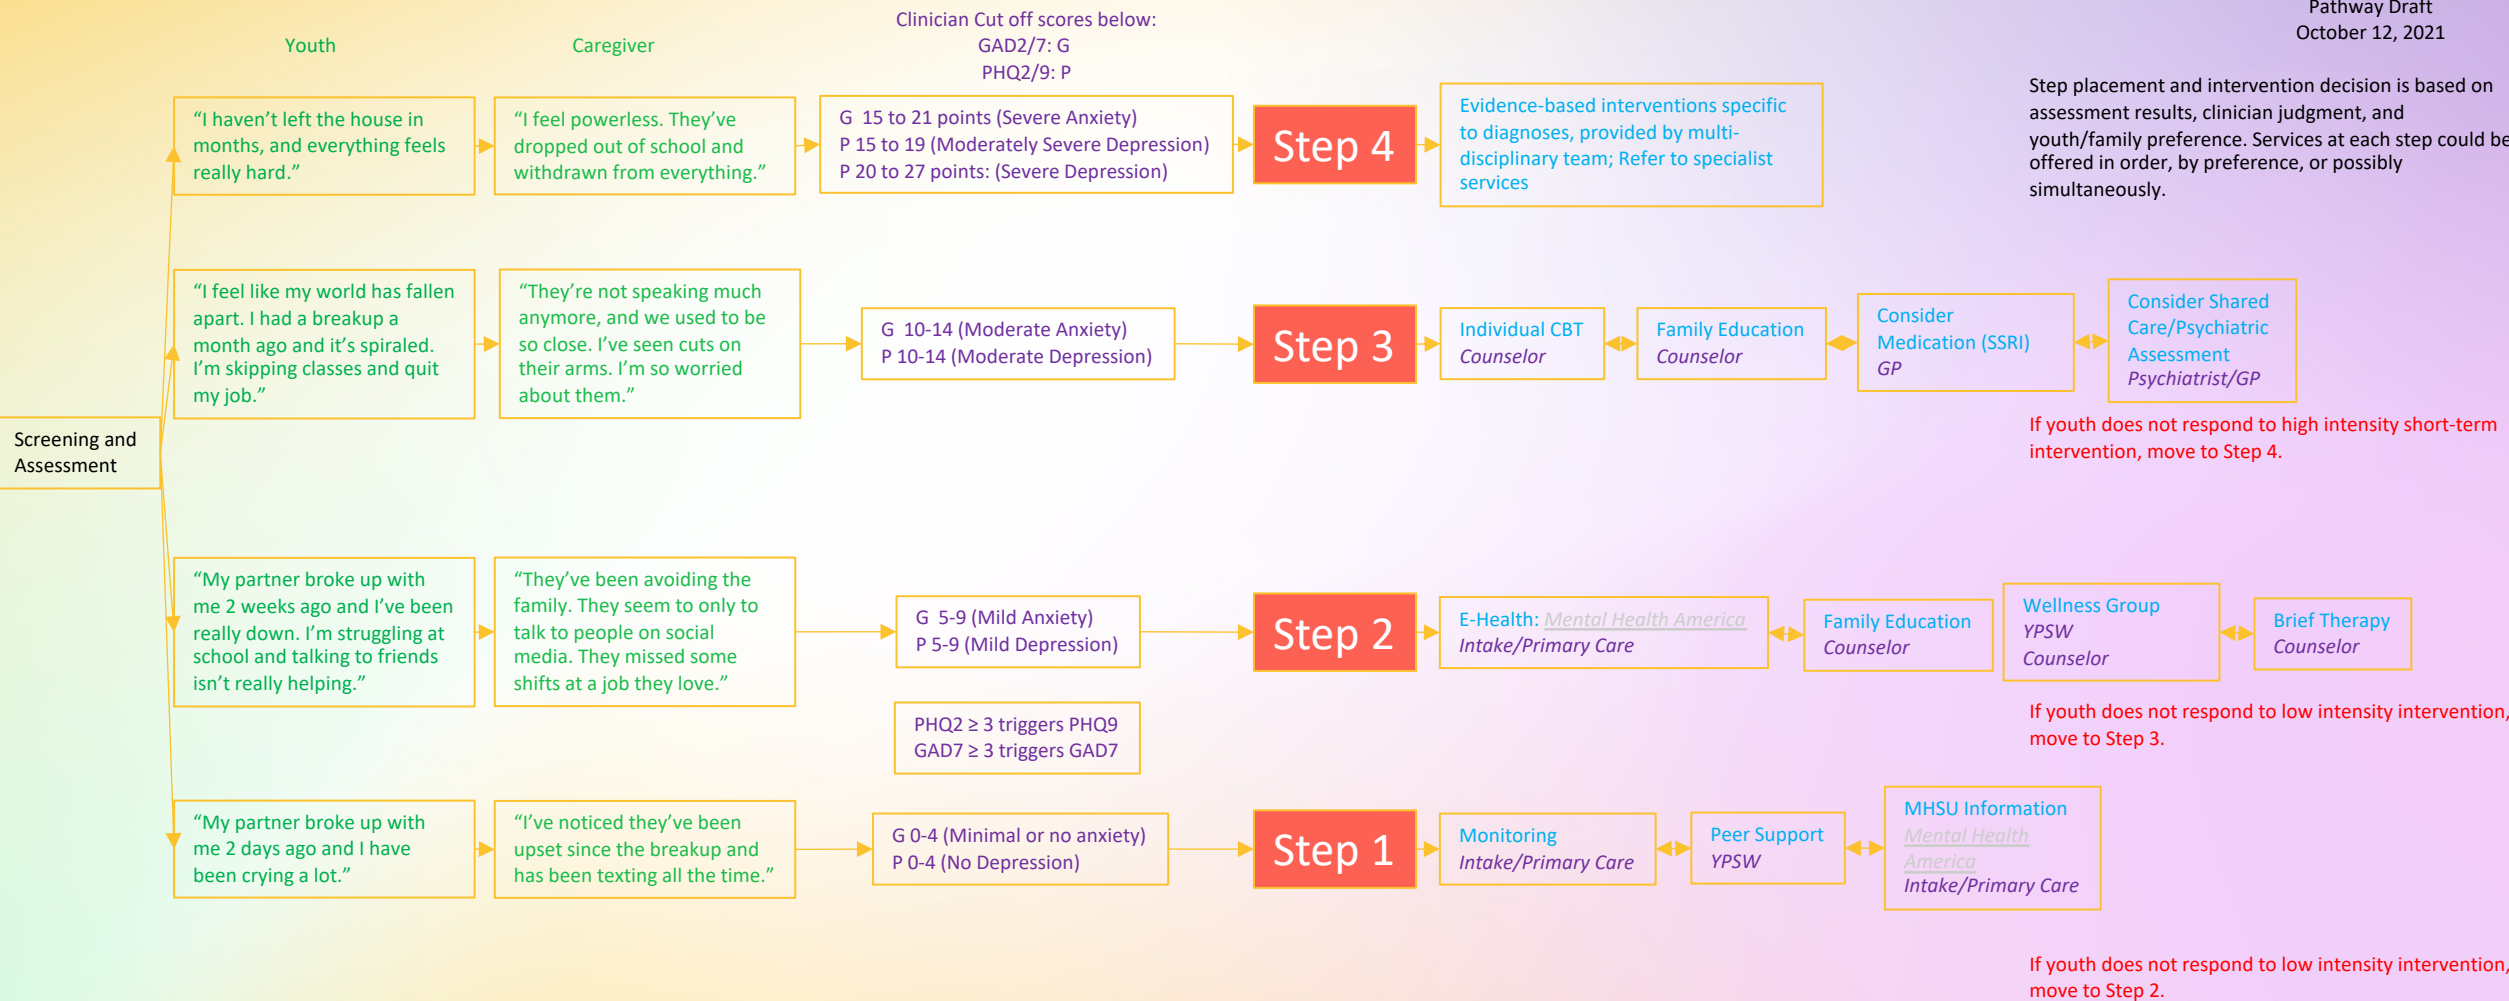 Pathway Draft
October 12, 2021
Youth
Caregiver
Clinician Cut off scores below:
GAD2/7: G
PHQ2/9: P
Step placement and intervention decision is based on
assessment results, clinician judgment, and
youth/family preference. Services at each step could be
offered in order, by preference, or possibly
simultaneously.
Screening and
Assessment
“I haven’t left the house in
months, and everything feels
really hard.”
“I feel powerless. They’ve
dropped out of school and
withdrawn from everything.”
G  15 to 21 points (Severe Anxiety)
P 15 to 19 (Moderately Severe Depression)
P 20 to 27 points: (Severe Depression)
Step 4
Evidence-based interventions specific
to diagnoses, provided by multi-
disciplinary team; Refer to specialist
services
“I feel like my world has fallen
apart. I had a breakup a
month ago and it’s spiraled.
I’m skipping classes and quit
my job.”
“They’re not speaking much
anymore, and we used to be
so close. I’ve seen cuts on
their arms. I’m so worried
about them.”
G  10-14 (Moderate Anxiety)
P 10-14 (Moderate Depression)
Step 3
Individual CBT
Counselor
Family Education
Counselor
Consider
Medication (SSRI)
GP
Consider Shared
Care/Psychiatric
Assessment
Psychiatrist/GP
If youth does not respond to high intensity short-term
intervention, move to Step 4.
“My partner broke up with
me 2 weeks ago and I’ve been
really down. I’m struggling at
school and talking to friends
isn’t really helping.”
“They’ve been avoiding the
family. They seem to only to
talk to people on social
media. They missed some
shifts at a job they love.”
G  5-9 (Mild Anxiety)
P 5-9 (Mild Depression)
Step 2
E-Health: Mental Health America
Intake/Primary Care
Family Education
Counselor
Wellness Group
YPSW
Counselor
Brief Therapy
Counselor
If youth does not respond to low intensity intervention,
move to Step 3.
PHQ2 ≥ 3 triggers PHQ9
GAD7 ≥ 3 triggers GAD7
“My partner broke up with
me 2 days ago and I have
been crying a lot.”
“I’ve noticed they’ve been
upset since the breakup and
has been texting all the time.”
G 0-4 (Minimal or no anxiety)
P 0-4 (No Depression)
Step 1
Monitoring
Intake/Primary Care
Peer Support
YPSW
MHSU Information
Mental Health
America
Intake/Primary Care
If youth does not respond to low intensity intervention,
move to Step 2.